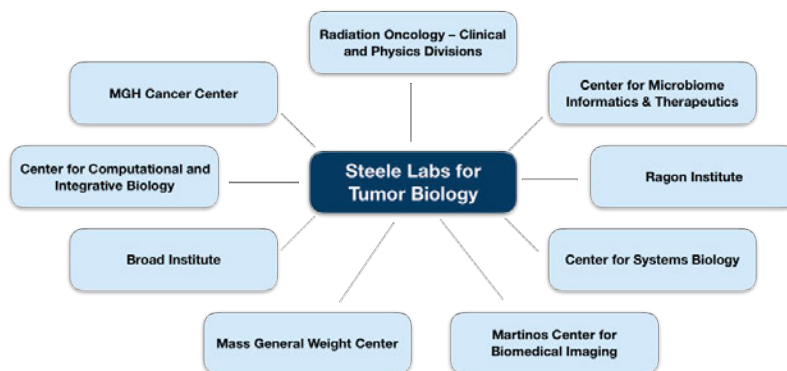 Radiation Oncology – Clinical
and Physics Divisions
MGH Cancer Center
Center for Microbiome
Informatics & Therapeutics
Center for Computational and
Integrative Biology
Steele Labs for
Tumor Biology
Ragon Institute
Broad Institute
Center for Systems Biology
Mass General Weight Center
Martinos Center for
Biomedical Imaging